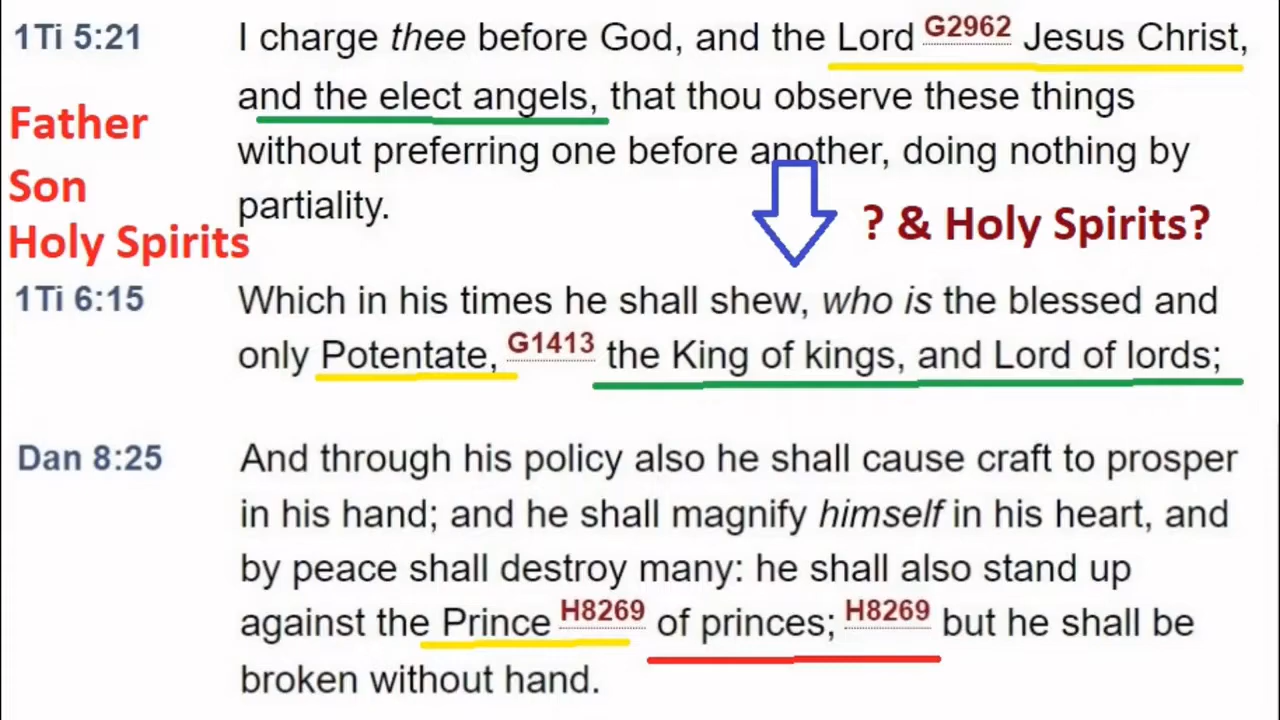 1Ti 5:21 I charge thee before God, and the Lord G2962 Jesus Christ,
and the elect angels, that thou observe these things
without preferring one before another, doing nothing by
partiality.
Father
Son
Holy Spirits
? & Holy Spirits?
1Ti 6:15 Which in his times he shall shew, who is the blessed and
only Potentate, G1413 the King of kings, and Lord of lords;
Dan 8:25 And through his policy also he shall cause craft to prosper
in his hand; and he shall magnify himself in his heart, and
by peace shall destroy many: he shall also stand up
against the Prince H8269 of princes; H8269 but he shall be
broken without hand.